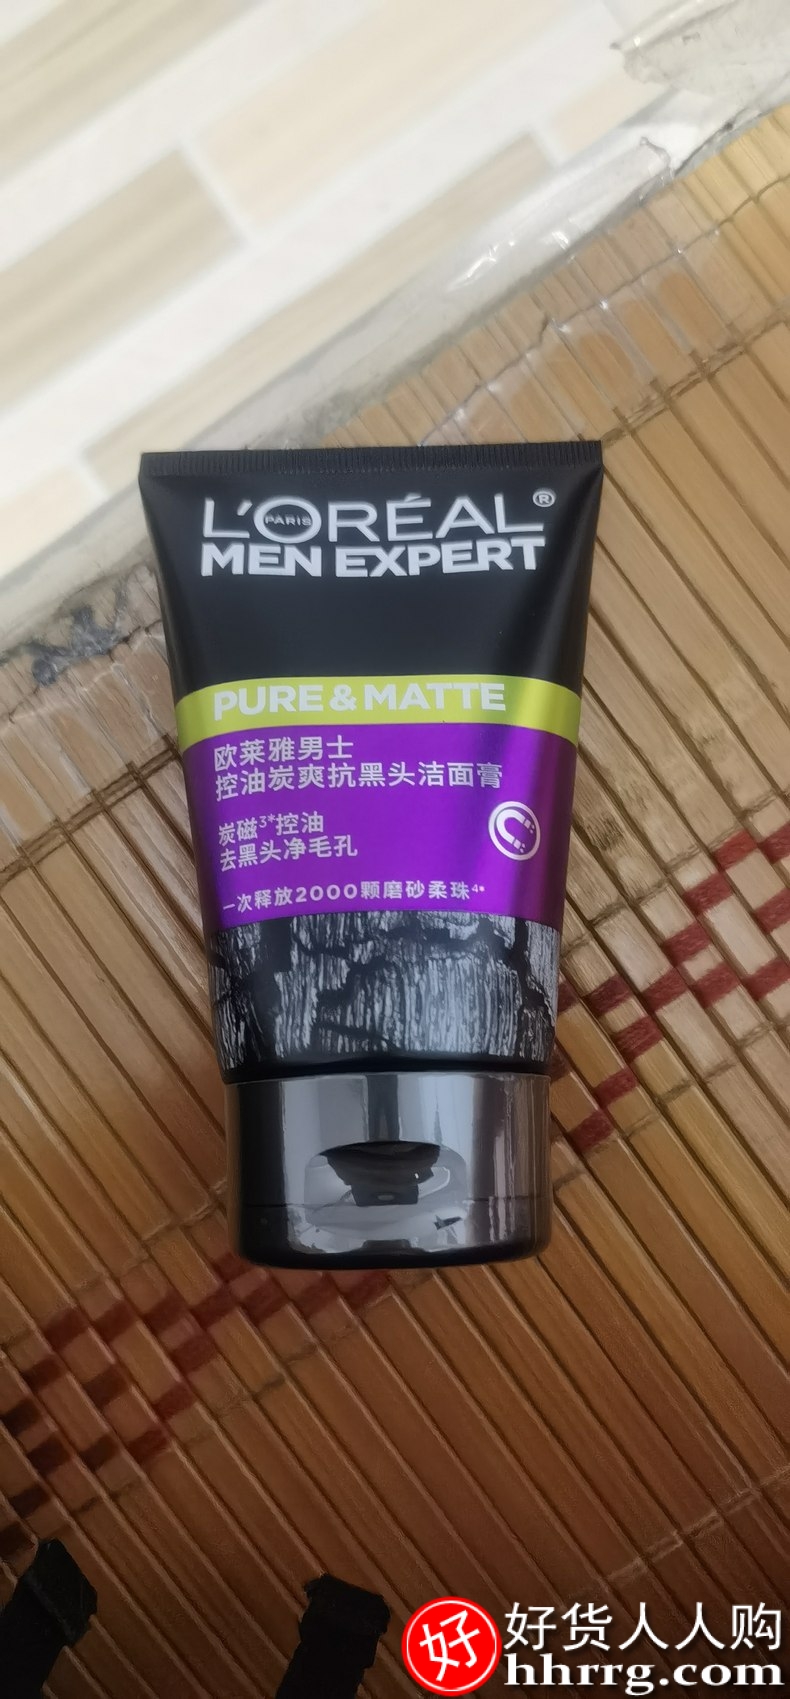 L'ORÉAL®
PARIS
MEN EXPERT
PURE & MATTE
欧莱雅男士
控油炭爽抗黑头洁面膏
炭磁3*控油
去黑头净毛孔
一次释放2000颗磨砂柔珠4*
好 好货人人购
hhrrg.com